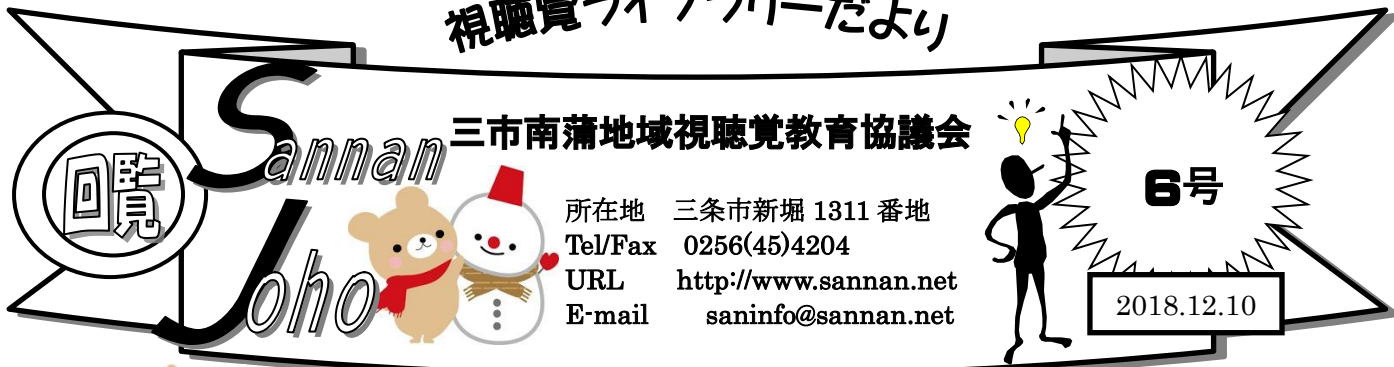 視聴覚ライブラリーだより
回覧
Sannan
Joho
三市南蒲地域視聴覚教育協議会
所在地 三条市新堀 1311 番地
Tel/Fax 0256(45)4204
URL http://www.sannan.net
E-mail saninfo@sannan.net
6号
2018.12.10